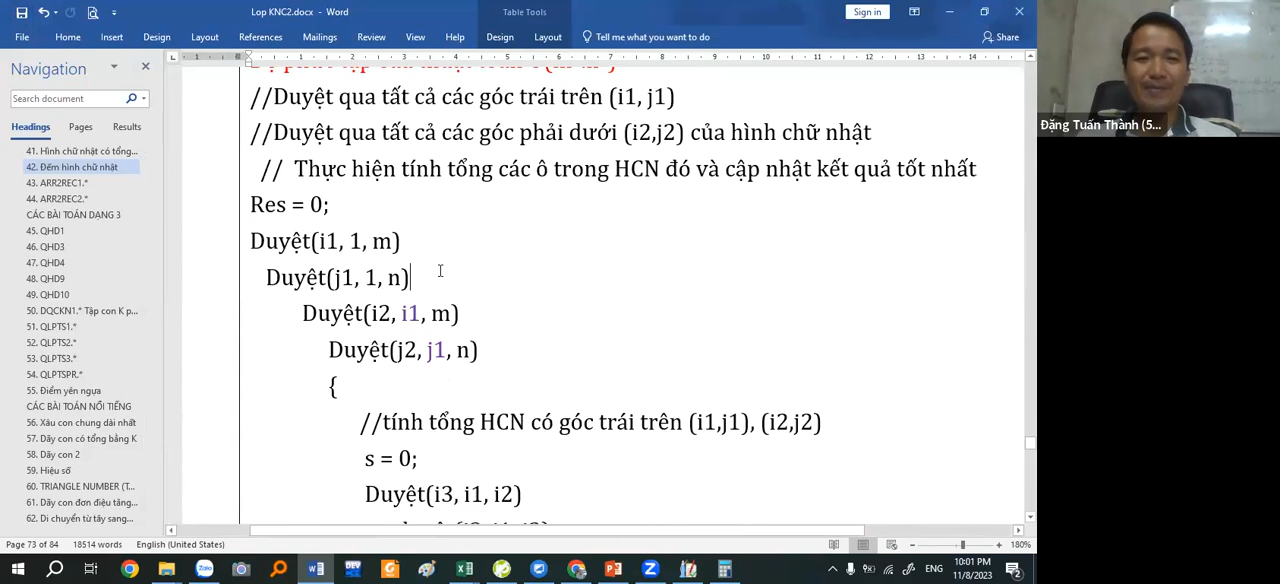 Lop KNC2.docx - Word
Table Tools
Sign in
File
Home
Insert
Design
Layout
References
Mailings
Review
View
Help
Design
Layout
Tell me what you want to do
Share
Navigation
Search document
Headings
Pages
Results
41. Hình chữ nhật có tổng...
42. Đếm hình chữ nhật
43. ARR2REC1.*
44. ARR2REC2.*
CÁC BÀI TOÁN DẠNG 3
45. QHD1
46. QHD3
47. QHD4
48. QHD9
49. QHD10
50. DQCKN1.* Tập con K p...
51. QLPTS1.*
52. QLPTS2.*
53. QLPTS3.*
54. QLPTSPR.*
55. Điểm yên ngựa
CÁC BÀI TOÁN NỔI TIẾNG
56. Xâu con chung dài nhất
57. Dãy con có tổng bằng K
58. Dãy con 2
59. Hiệu số
60. TRIANGLE NUMBER (T...
61. Dãy con đơn điệu tăng...
62. Di chuyển từ tây sang...
//Duyệt qua tất cả các góc trái trên (i1, j1)
//Duyệt qua tất cả các góc phải dưới (i2,j2) của hình chữ nhật
// Thực hiện tính tổng các ô trong HCN đó và cập nhật kết quả tốt nhất
Res = 0;
Duyệt(i1, 1, m)
Duyệt(j1, 1, n)
Duyệt(i2, i1, m)
Duyệt(j2, j1, n)
{
//tính tổng HCN có góc trái trên (i1,j1), (i2,j2)
s = 0;
Duyệt(i3, i1, i2)
Đặng Tuấn Thành (5...
Page 73 of 84
18514 words
English (United States)
180%
ENG
10:01 PM
11/8/2023